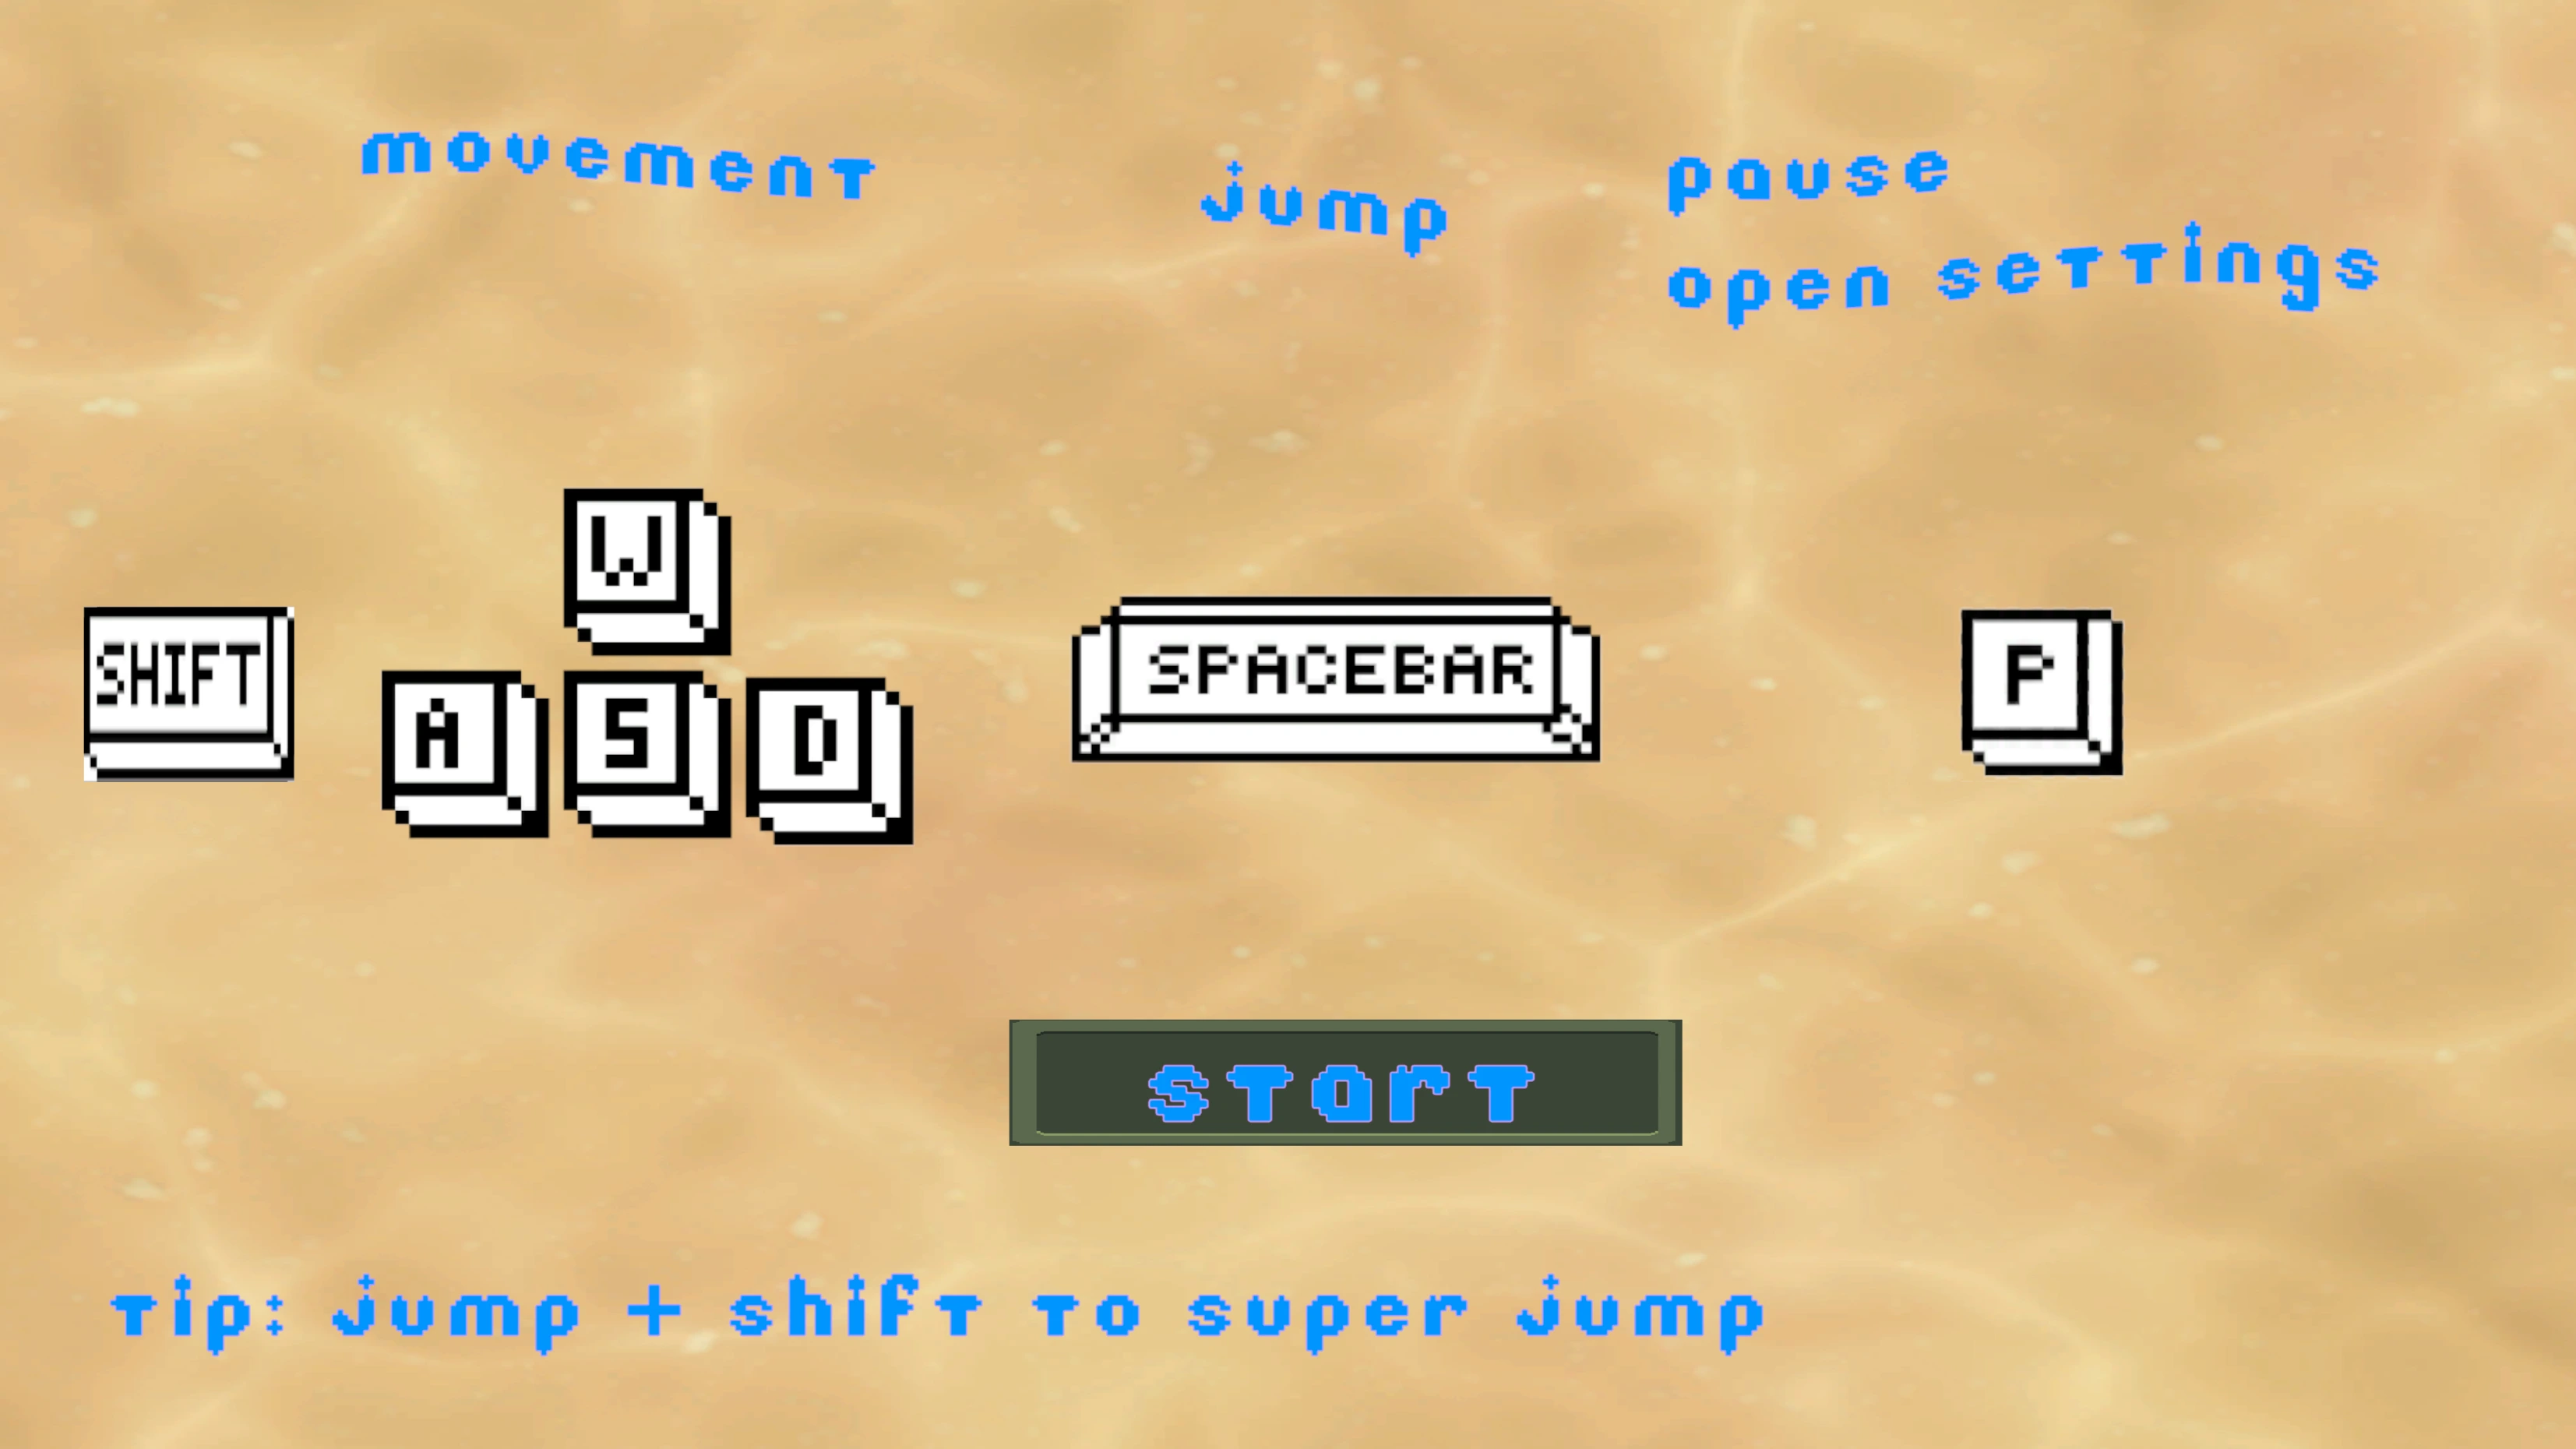 movement
jump
pause
open settings
W
SHIFT
A S D
SPACEBAR
P
start
tip: jump + shift to super jump